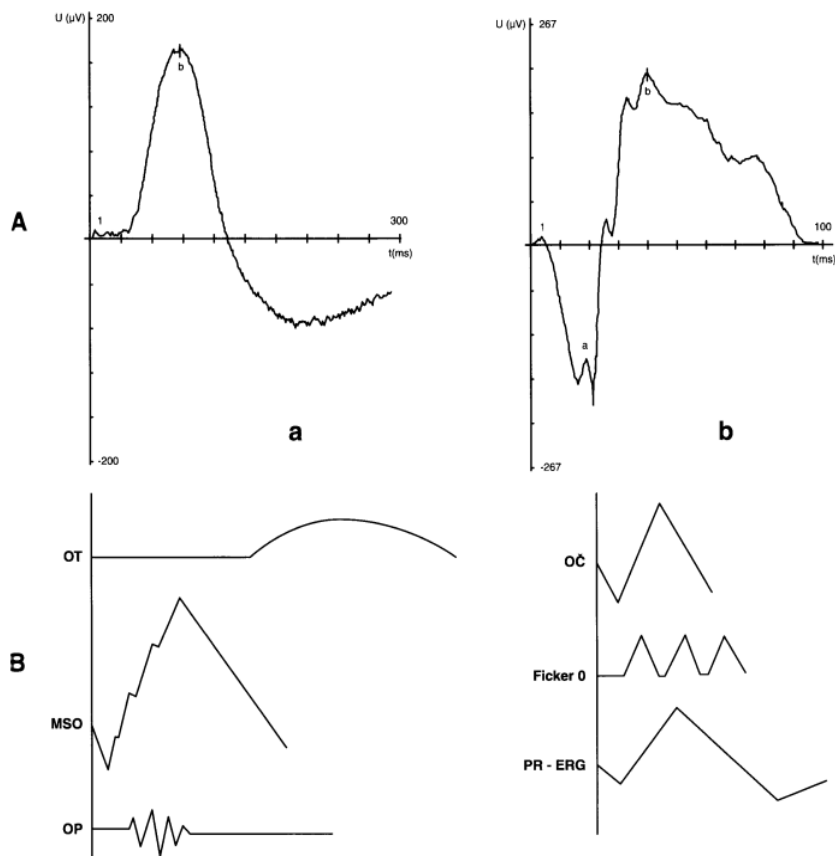 U (µV)
200
b
1
300
t(ms)
-200
a
A
U (µV)
267
b
1
100
t(ms)
a
-267
b
B
OT
MSO
OP
OČ
Ficker 0
PR - ERG